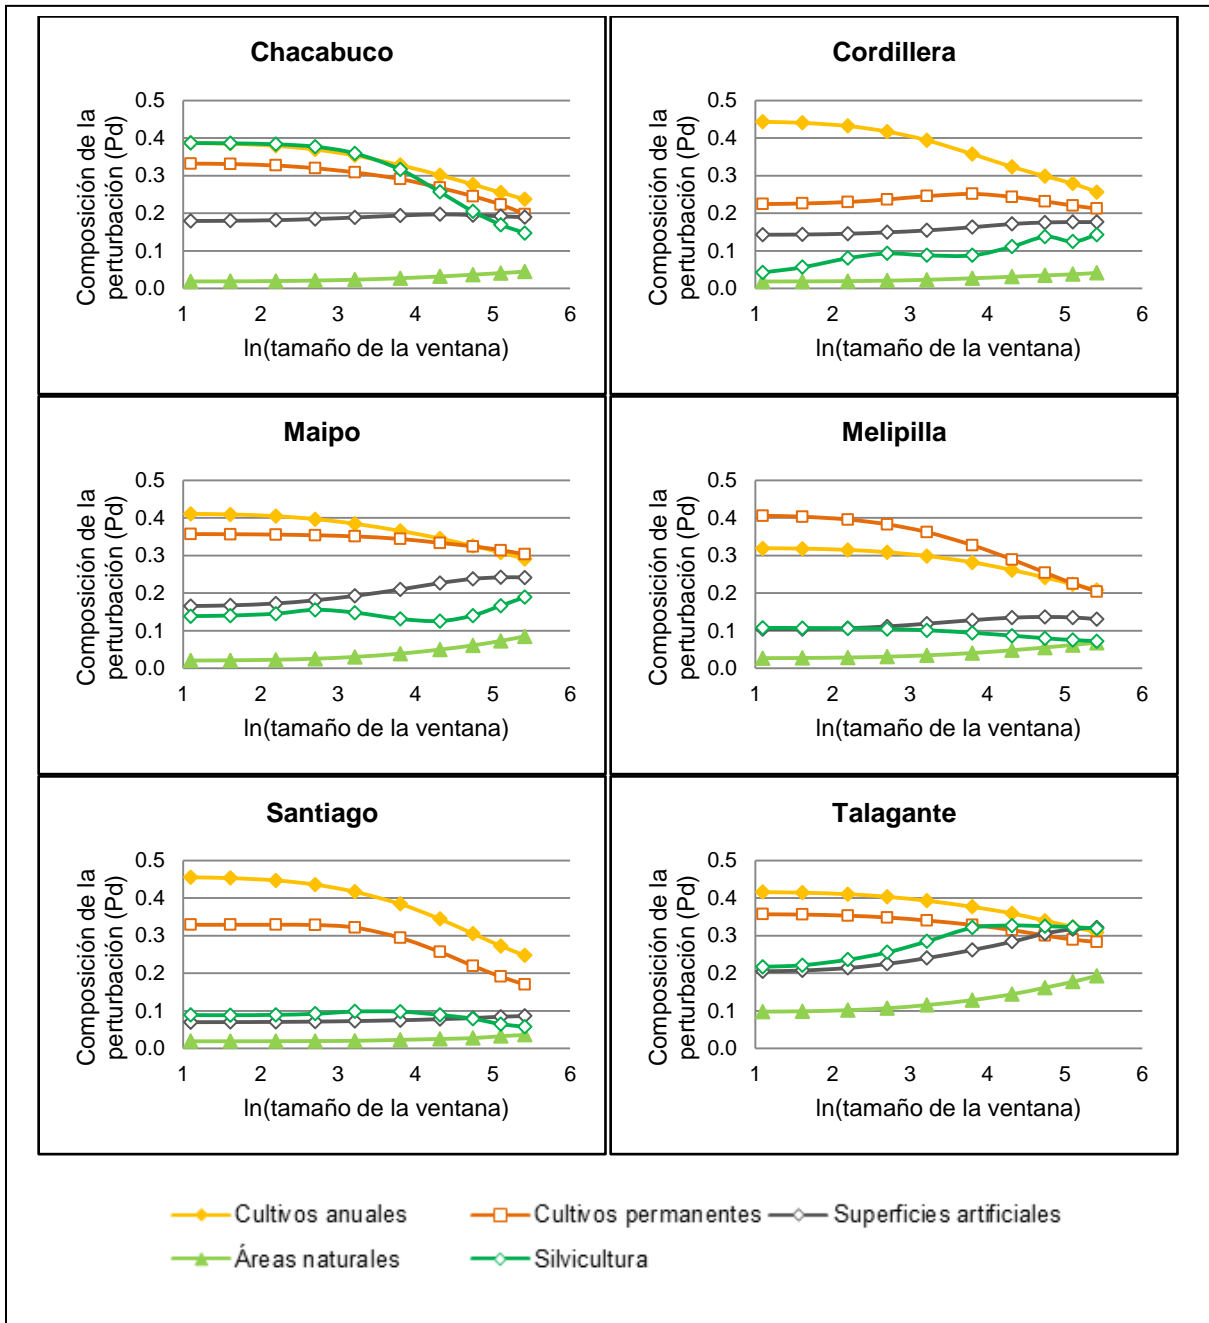 Chacabuco
Composición de la
perturbación (Pd)
0.5
0.4
0.3
0.2
0.1
0.0
1 2 3 4 5 6
ln(tamaño de la ventana)
Cordillera
Composición de la
perturbación (Pd)
0.5
0.4
0.3
0.2
0.1
0.0
1 2 3 4 5 6
ln(tamaño de la ventana)
Maipo
Composición de la
perturbación (Pd)
0.5
0.4
0.3
0.2
0.1
0.0
1 2 3 4 5 6
ln(tamaño de la ventana)
Melipilla
Composición de la
perturbación (Pd)
0.5
0.4
0.3
0.2
0.1
0.0
1 2 3 4 5 6
ln(tamaño de la ventana)
Santiago
Composición de la
perturbación (Pd)
0.5
0.4
0.3
0.2
0.1
0.0
1 2 3 4 5 6
ln(tamaño de la ventana)
Talagante
Composición de la
perturbación (Pd)
0.5
0.4
0.3
0.2
0.1
0.0
1 2 3 4 5 6
ln(tamaño de la ventana)
Cultivos anuales Cultivos permanentes Superficies artificiales
Áreas naturales Silvicultura